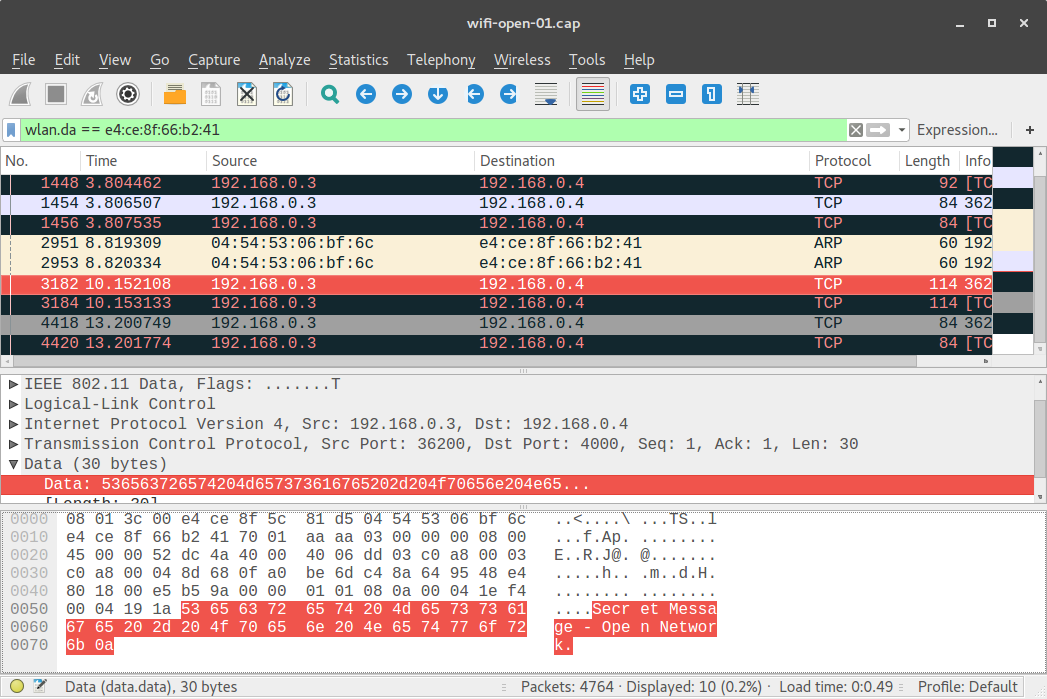 wifi-open-01.cap
File Edit View Go Capture Analyze Statistics Telephony Wireless Tools Help
wlan.da == e4:ce:8f:66:b2:41 Expression... +
No. Time Source Destination Protocol Length Info
1448 3.804462 192.168.0.3 192.168.0.4 TCP 92 [TC
1454 3.806507 192.168.0.3 192.168.0.4 TCP 84 362
1456 3.807535 192.168.0.3 192.168.0.4 TCP 84 [TC
2951 8.819309 04:54:53:06:bf:6c e4:ce:8f:66:b2:41 ARP 60 192
2953 8.820334 04:54:53:06:bf:6c e4:ce:8f:66:b2:41 ARP 60 192
3182 10.152108 192.168.0.3 192.168.0.4 TCP 114 362
3184 10.153133 192.168.0.3 192.168.0.4 TCP 114 [TC
4418 13.200749 192.168.0.3 192.168.0.4 TCP 84 362
4420 13.201774 192.168.0.3 192.168.0.4 TCP 84 [TC
IEEE 802.11 Data, Flags: .......T
Logical-Link Control
Internet Protocol Version 4, Src: 192.168.0.3, Dst: 192.168.0.4
Transmission Control Protocol, Src Port: 36200, Dst Port: 4000, Seq: 1, Ack: 1, Len: 30
Data (30 bytes)
Data: 536563726574204d657373616765202d204f70656e204e65...
[Length: 30]
0000 08 01 3c 00 e4 ce 8f 5c 81 d5 04 54 53 06 bf 6c ..<....\ ...TS..l
0010 e4 ce 8f 66 b2 41 70 01 aa aa 03 00 00 00 08 00 ...f.Ap. ........
0020 45 00 00 52 dc 4a 40 00 40 06 dd 03 c0 a8 00 03 E..R.J@. @.......
0030 c0 a8 00 04 8d 68 0f a0 be 6d c4 8a 64 95 48 e4 .....h.. .m..d.H.
0040 80 18 00 e5 b5 9a 00 00 01 01 08 0a 00 04 1e f4 ........ ........
0050 00 04 19 1a 53 65 63 72 65 74 20 4d 65 73 73 61 ....Secr et Messa
0060 67 65 20 2d 20 4f 70 65 6e 20 4e 65 74 77 6f 72 ge - Ope n Networ
0070 6b 0a k.
Data (data.data), 30 bytes Packets: 4764 · Displayed: 10 (0.2%) · Load time: 0:0.49 Profile: Default